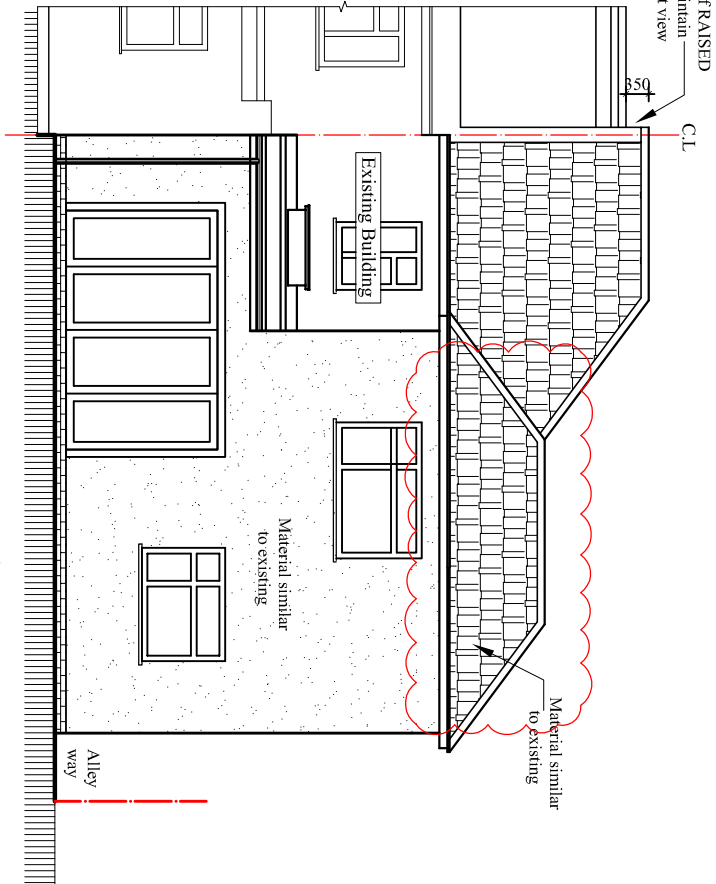 f RAISED
intain
t view
350
C.L
Existing Building
Material similar
to existing
Material similar
to existing
Alley
way